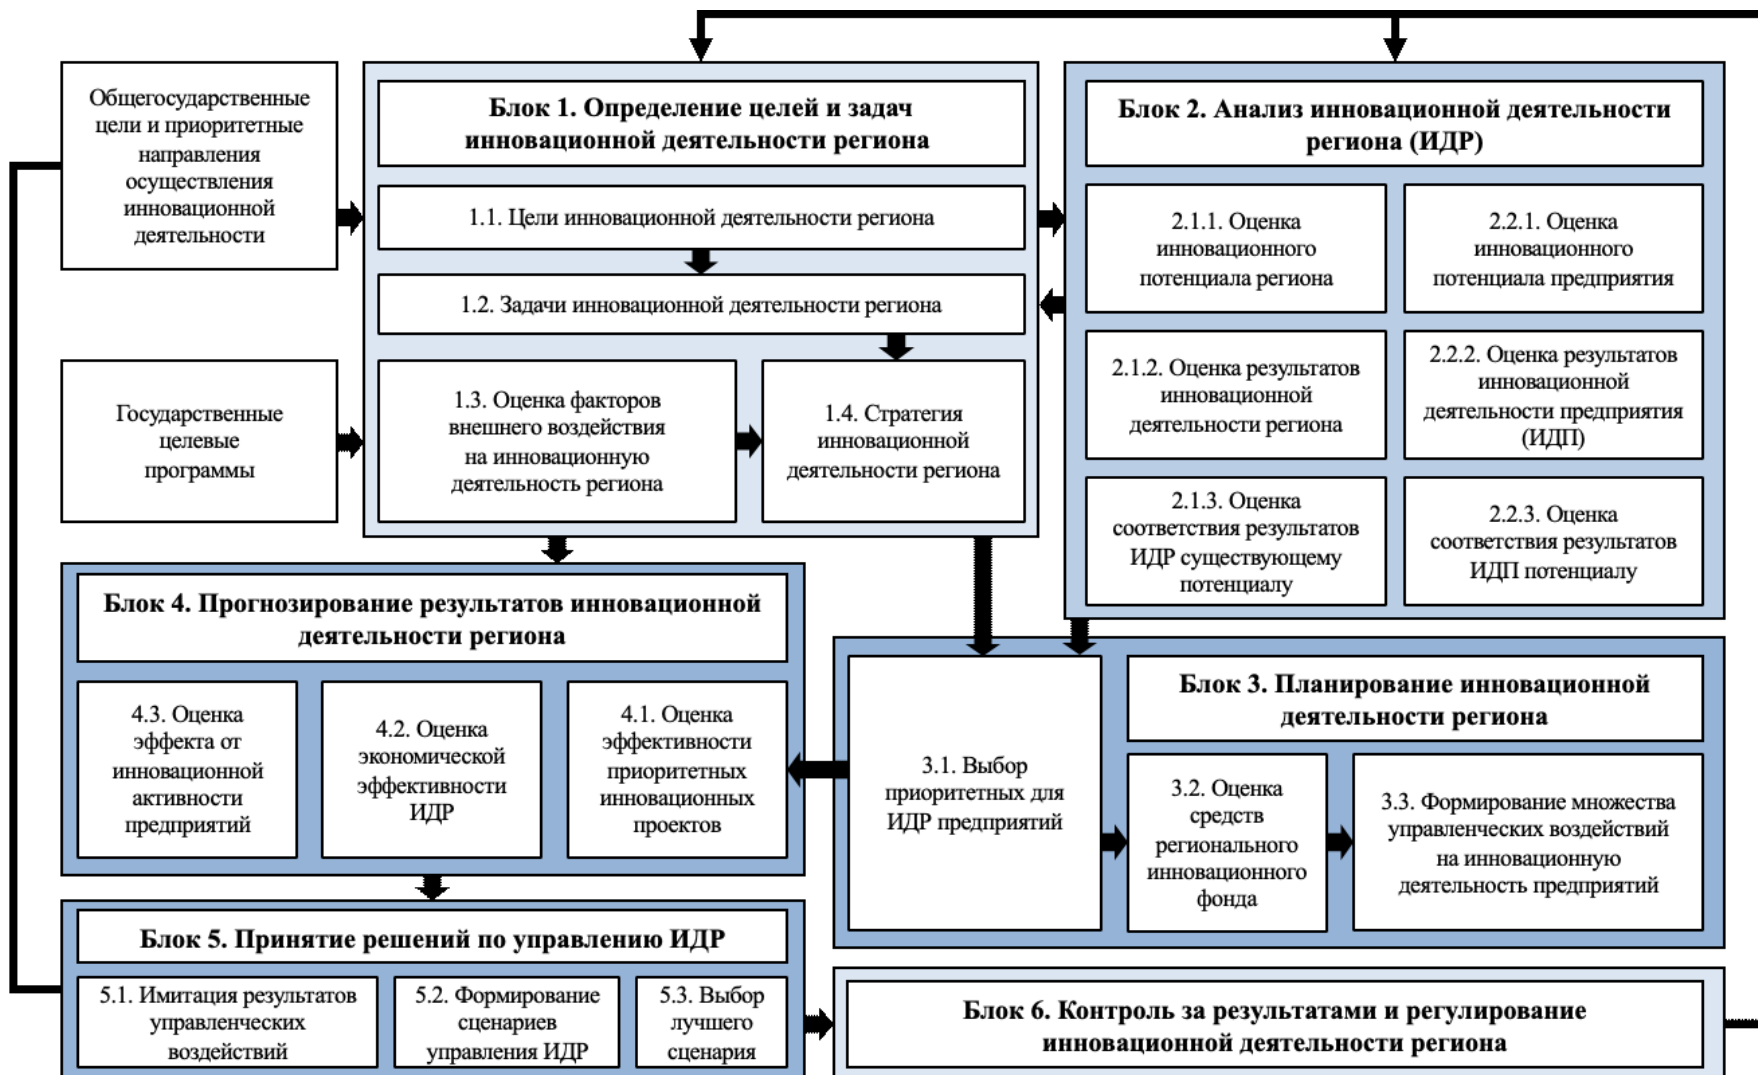 Общегосударственные
цели и приоритетные
направления
осуществления
инновационной
деятельности
Государственные
целевые
программы
Блок 1. Определение целей и задач
инновационной деятельности региона
1.1. Цели инновационной деятельности региона
1.2. Задачи инновационной деятельности региона
1.3. Оценка факторов
внешнего воздействия
на инновационную
деятельность региона
1.4. Стратегия
инновационной
деятельности региона
Блок 2. Анализ инновационной деятельности
региона (ИДР)
2.1.1. Оценка
инновационного
потенциала региона
2.2.1. Оценка
инновационного
потенциала предприятия
2.1.2. Оценка результатов
инновационной
деятельности региона
2.2.2. Оценка результатов
инновационной
деятельности предприятия
(ИДП)
2.1.3. Оценка
соответствия результатов
ИДР существующему
потенциалу
2.2.3. Оценка
соответствия результатов
ИДП потенциалу
Блок 4. Прогнозирование результатов инновационной
деятельности региона
4.3. Оценка
эффекта от
инновационной
активности
предприятий
4.2. Оценка
экономической
эффективности
ИДР
4.1. Оценка
эффективности
приоритетных
инновационных
проектов
3.1. Выбор
приоритетных для
ИДР предприятий
Блок 3. Планирование инновационной
деятельности региона
3.2. Оценка
средств
регионального
инновационного
фонда
3.3. Формирование множества
управленческих воздействий
на инновационную
деятельность предприятий
Блок 5. Принятие решений по управлению ИДР
5.1. Имитация результатов
управленческих
воздействий
5.2. Формирование
сценариев
управления ИДР
5.3. Выбор
лучшего
сценария
Блок 6. Контроль за результатами и регулирование
инновационной деятельности региона